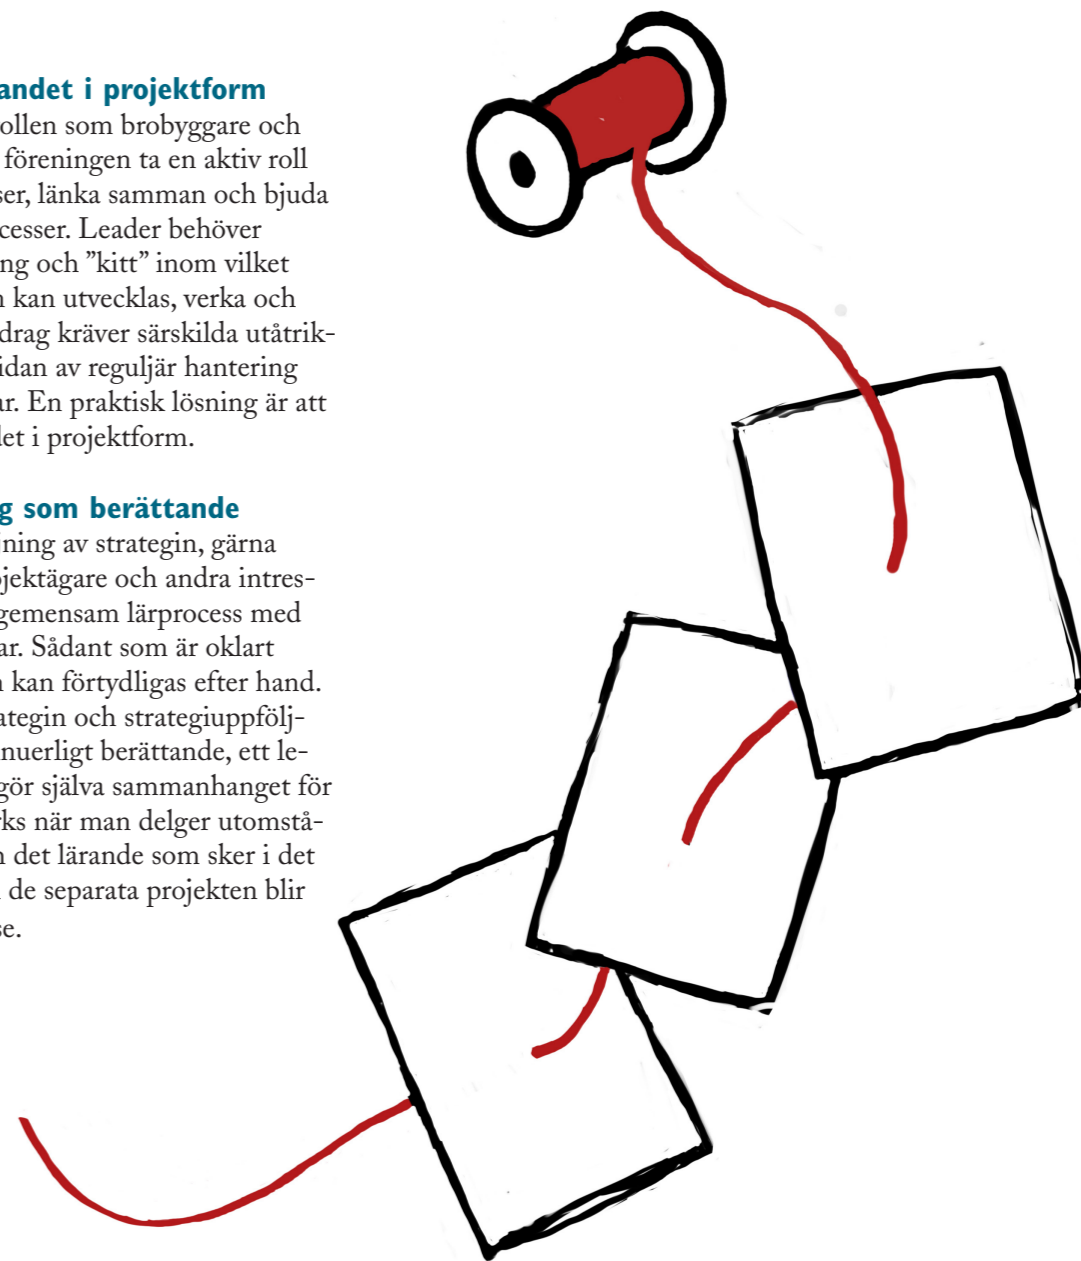 andet i projektform
ollen som brobyggare och
föreningen ta en aktiv roll
ser, länka samman och bjuda
cesser. Leader behöver
ng och ”kitt” inom vilket
n kan utvecklas, verka och
drag kräver särskilda utåtrik-
idan av reguljär hantering
ar. En praktisk lösning är att
det i projektform.
g som berättande
jning av strategin, gärna
ojektägare och andra intres-
gemensam lärprocess med
ar. Sådant som är oklart
n kan förtydligas efter hand.
ategin och strategiuppfölj-
nuerligt berättande, ett le-
gör själva sammanhanget för
rks när man delger utomstå-
n det lärande som sker i det
de separata projekten blir
se.